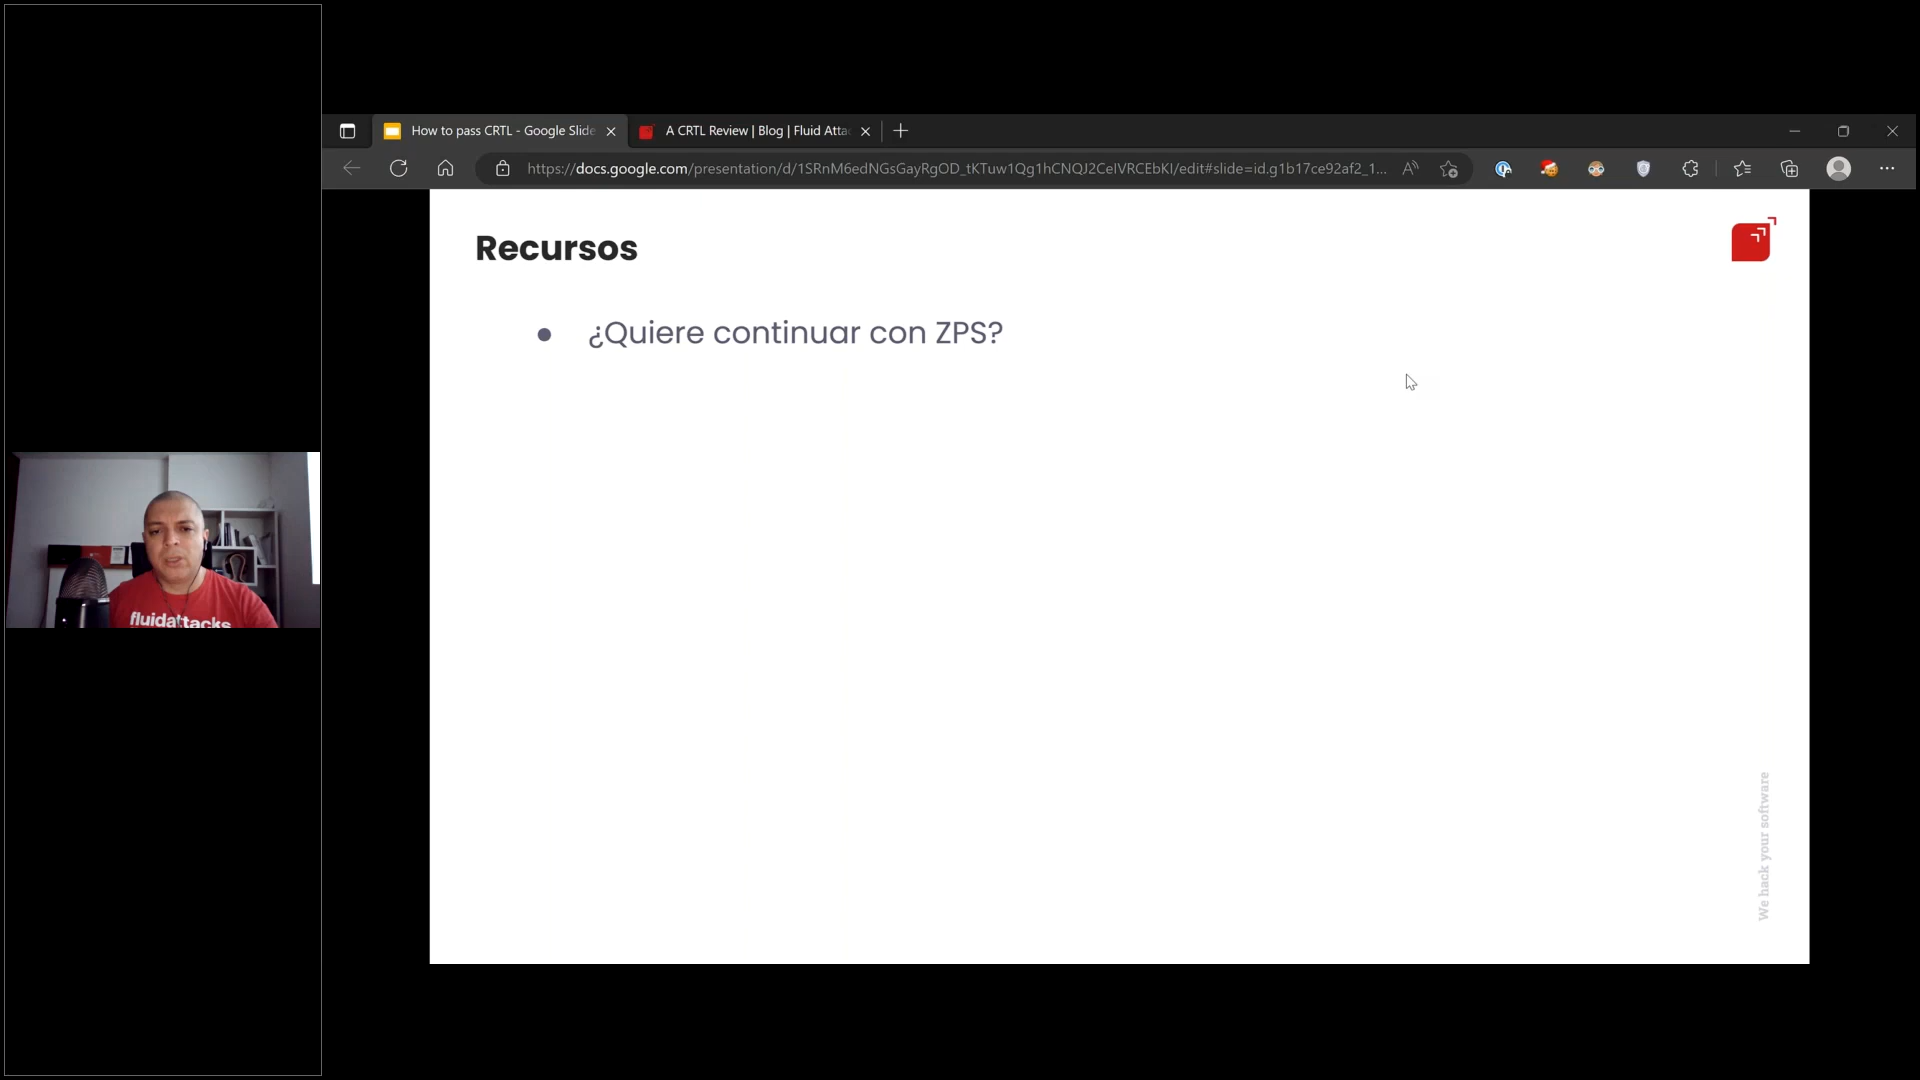 How to pass CRTL - Google Slide
A CRTL Review | Blog | Fluid Atta
https://docs.google.com/presentation/d/1SRnM6edNGsGayRgOD_tKTuw1Qg1hCNQJ2CeIVRCEbKI/edit#slide=id.g1b17ce92af2_1...
Recursos
● ¿Quiere continuar con ZPS?
We hack your software
fluidattacks